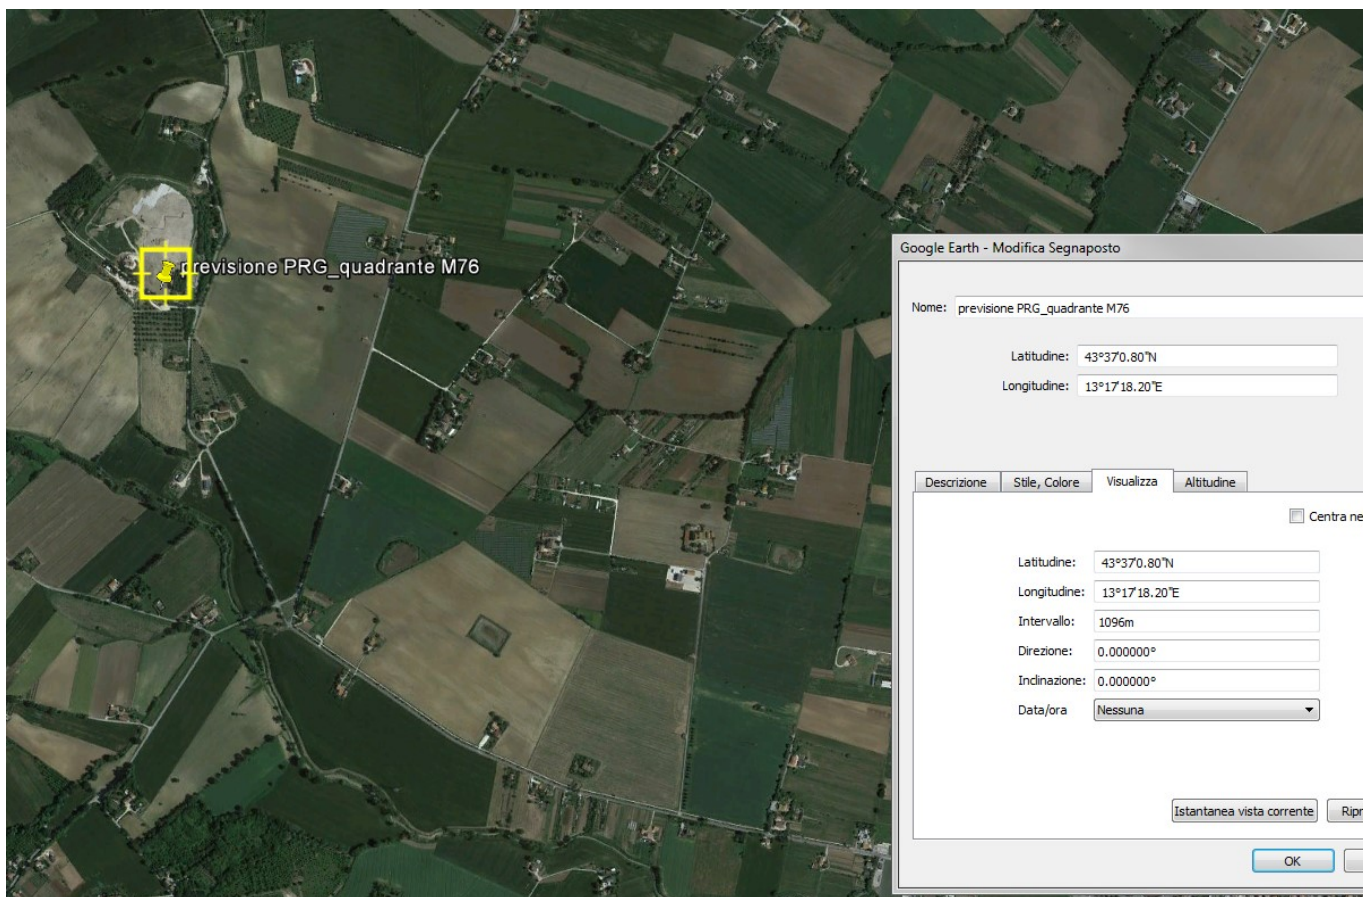 previsione PRG_quadrante M76
Google Earth - Modifica Segnaposto
Nome: previsione PRG_quadrante M76
Latitudine: 43°37'0.80"N
Longitudine: 13°17'18.20"E
Descrizione Stile, Colore Visualizza Altitudine
Centra ne
Latitudine: 43°37'0.80"N
Longitudine: 13°17'18.20"E
Intervallo: 1096m
Direzione: 0.000000°
Inclinazione: 0.000000°
Data/ora Nessuna
Istantanea vista corrente Ripr
OK